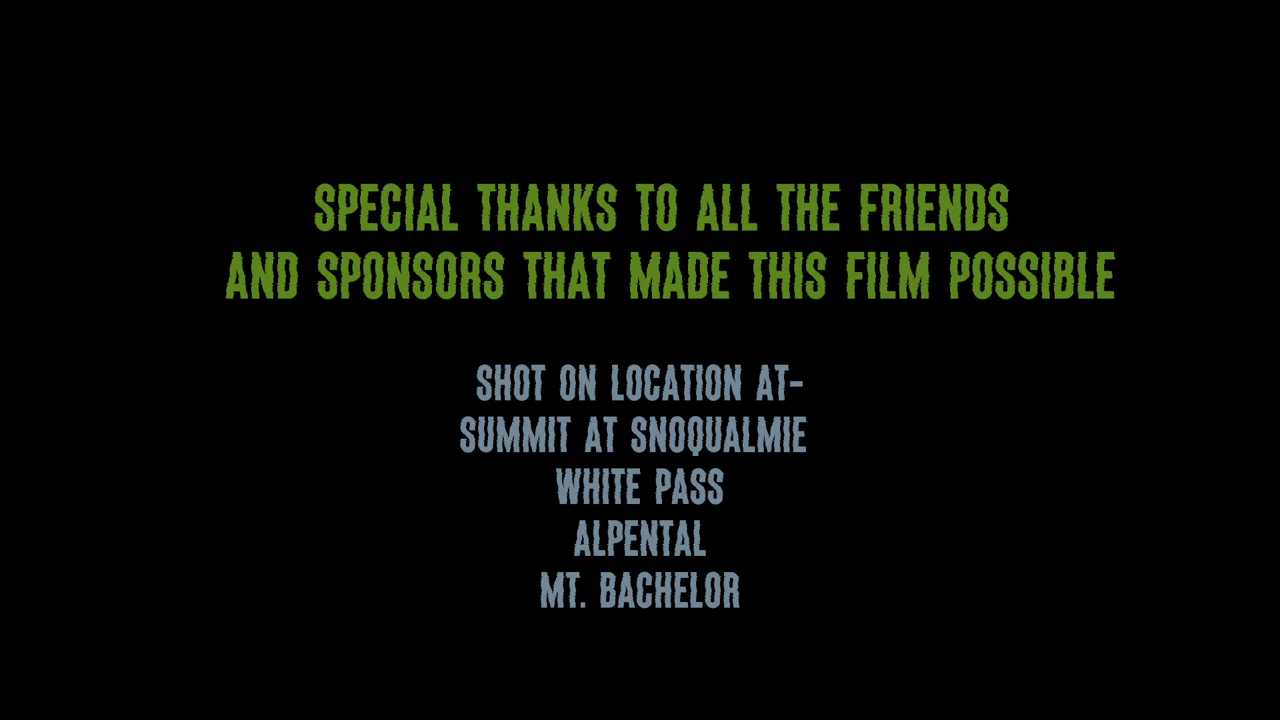 SPECIAL THANKS TO ALL THE FRIENDS
AND SPONSORS THAT MADE THIS FILM POSSIBLE
SHOT ON LOCATION AT-
SUMMIT AT SNOQUALMIE
WHITE PASS
ALPENTAL
MT. BACHELOR